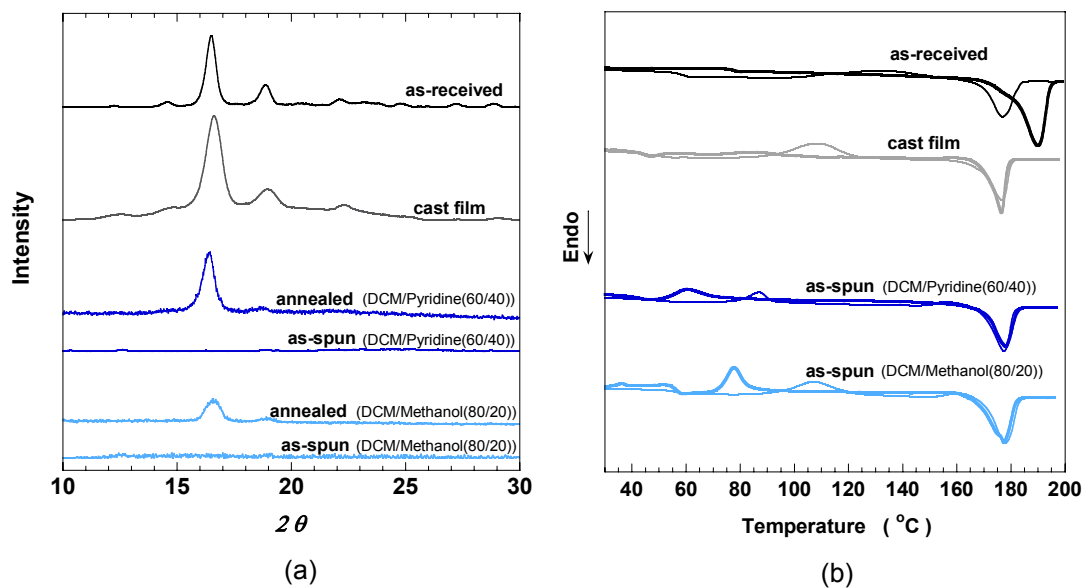 Intensity
as-received
cast film
annealed (DCM/Pyridine(60/40))
as-spun (DCM/Pyridine(60/40))
annealed (DCM/Methanol(80/20))
as-spun (DCM/Methanol(80/20))
10 15 20 25 30
2θ
(a)
Endo
as-received
cast film
as-spun (DCM/Pyridine(60/40))
as-spun (DCM/Methanol(80/20))
40 60 80 100 120 140 160 180 200
Temperature ( °C)
(b)